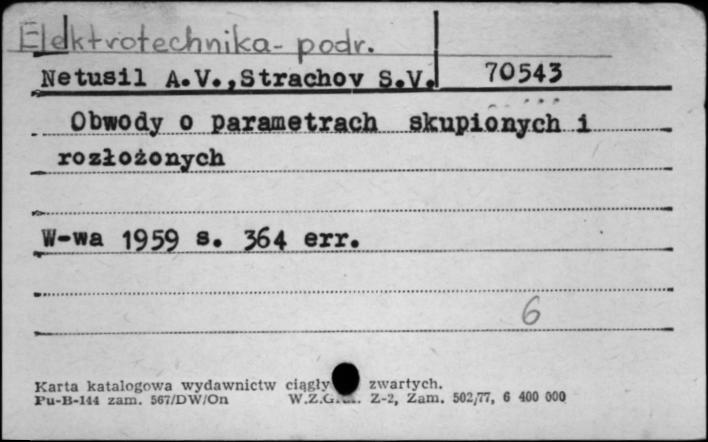 Elektrotechnika - podr.
Netusil A.V., Strachov S.V. 70543
Obwody o parametrach skupionych i
rozłożonych
W-wa 1959 s. 364 err.
6
Karta katalogowa wydawnictw zwartych.
Pu-B-144 zam. 567/DW/On Z-2, Zam. 502/77, 6 400 000